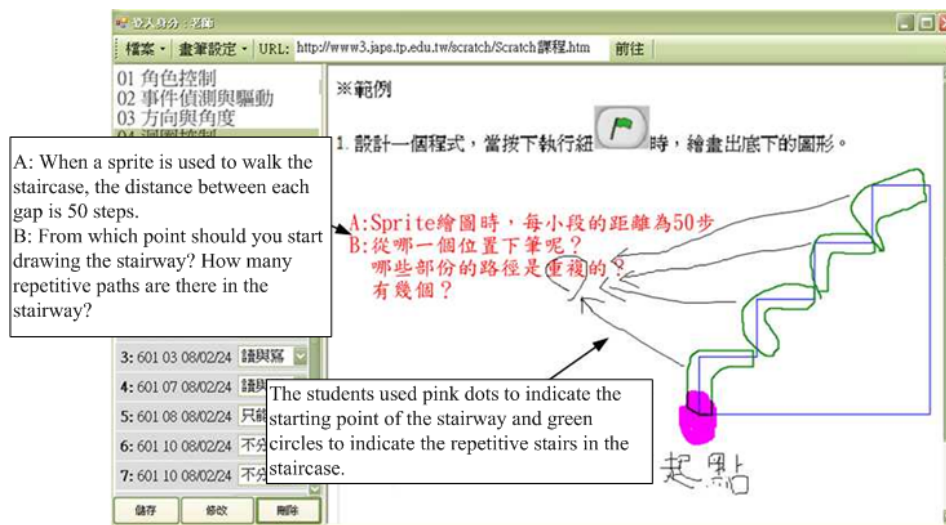 登入身分：老師
檔案 畫筆設定 URL: http://www3.japs.tp.edu.tw/scratch/Scratch課程.htm 前往
01 角色控制
02 事件偵測與驅動
03 方向與角度
04 迴圈控制
※範例
1. 設計一個程式，當按下執行鈕時，繪畫出底下的圖形。
A: When a sprite is used to walk the
staircase, the distance between each
gap is 50 steps.
B: From which point should you start
drawing the stairway? How many
repetitive paths are there in the
stairway?
A:Sprite繪圖時，每小段的距離為50步
B:從哪一個位置下筆呢？
哪些部份的路徑是重複的？
有幾個？
3: 601 03 08/02/24 讀與寫
4: 601 07 08/02/24
5: 601 08 08/02/24
6: 601 10 08/02/24 不分
7: 601 10 08/02/24 不分
The students used pink dots to indicate the
starting point of the stairway and green
circles to indicate the repetitive stairs in the
staircase.
起點
儲存 修改 刪除